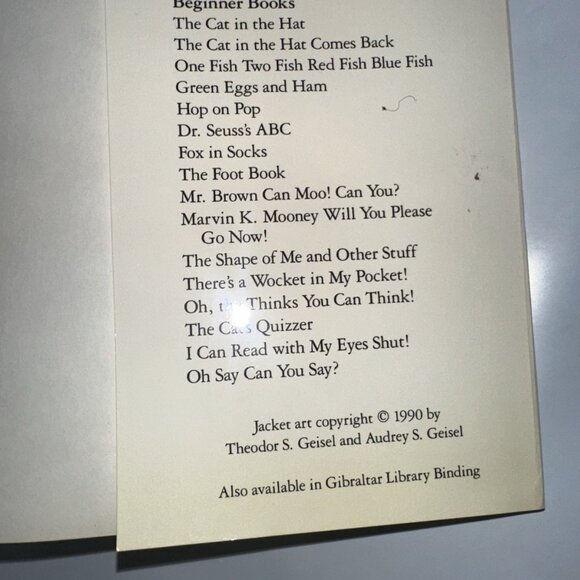 Beginner Books
The Cat in the Hat
The Cat in the Hat Comes Back
One Fish Two Fish Red Fish Blue Fish
Green Eggs and Ham
Hop on Pop
Dr. Seuss's ABC
Fox in Socks
The Foot Book
Mr. Brown Can Moo! Can You?
Marvin K. Mooney Will You Please
Go Now!
The Shape of Me and Other Stuff
There's a Wocket in My Pocket!
Oh, the Thinks You Can Think!
The Cat's Quizzer
I Can Read with My Eyes Shut!
Oh Say Can You Say?
Jacket art copyright © 1990 by
Theodor S. Geisel and Audrey S. Geisel
Also available in Gibraltar Library Binding